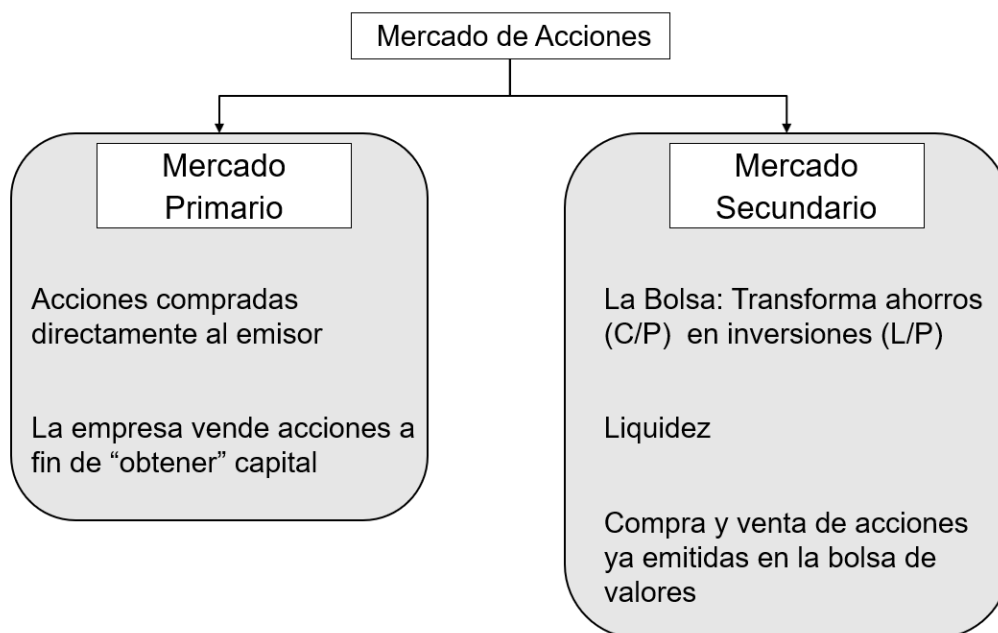 Mercado de Acciones
Mercado
Primario
Acciones compradas
directamente al emisor
La empresa vende acciones a
fin de “obtener” capital
Mercado
Secundario
La Bolsa: Transforma ahorros
(C/P) en inversiones (L/P)
Liquidez
Compra y venta de acciones
ya emitidas en la bolsa de
valores